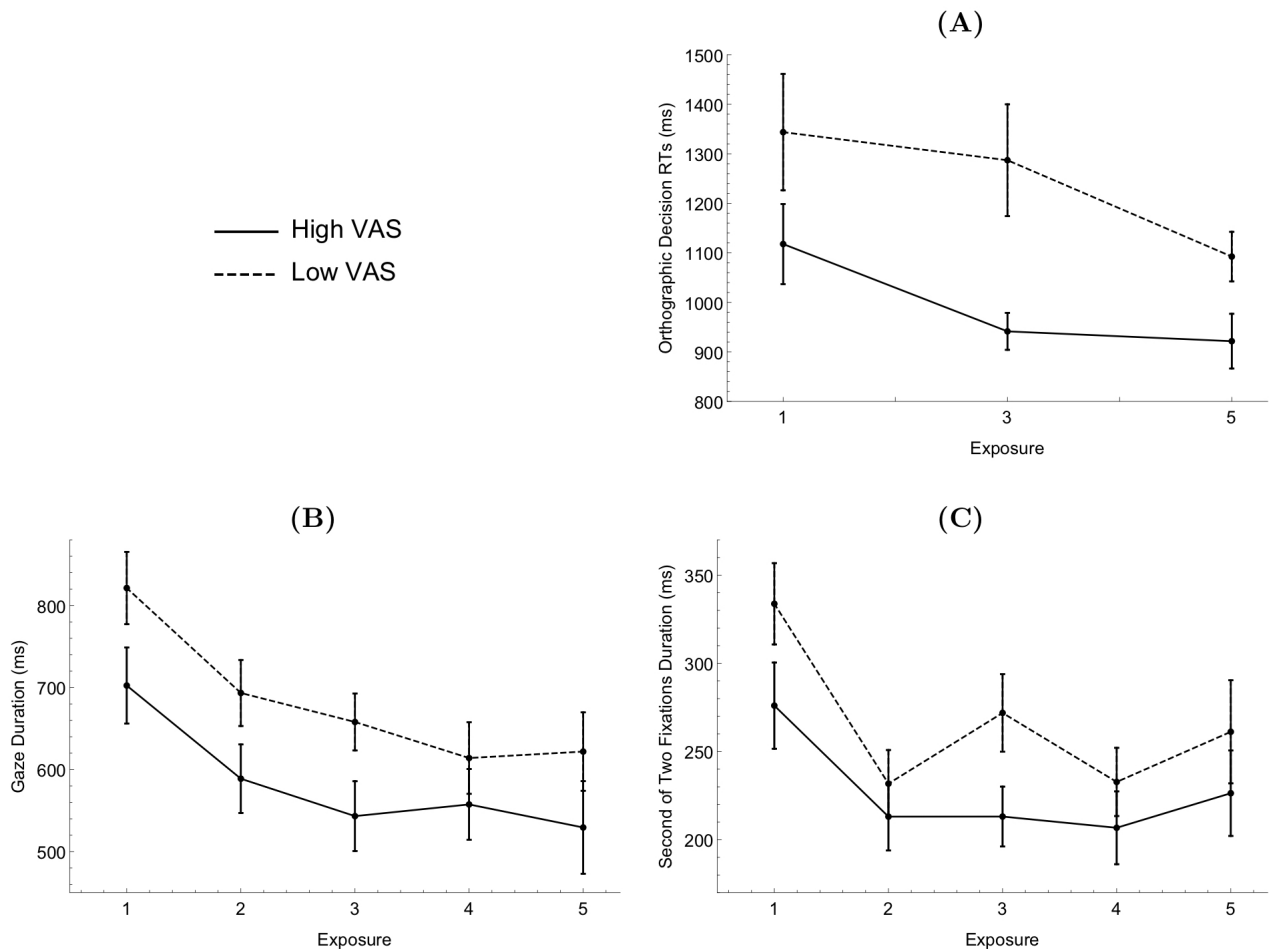 (A)
High VAS
Low VAS
Orthographic Decision RTs (ms)
1500
1400
1300
1200
1100
1000
900
800
1
3
5
Exposure
(B)
Gaze Duration (ms)
800
700
600
500
1
2
3
4
5
Exposure
(C)
Second of Two Fixations Duration (ms)
350
300
250
200
1
2
3
4
5
Exposure